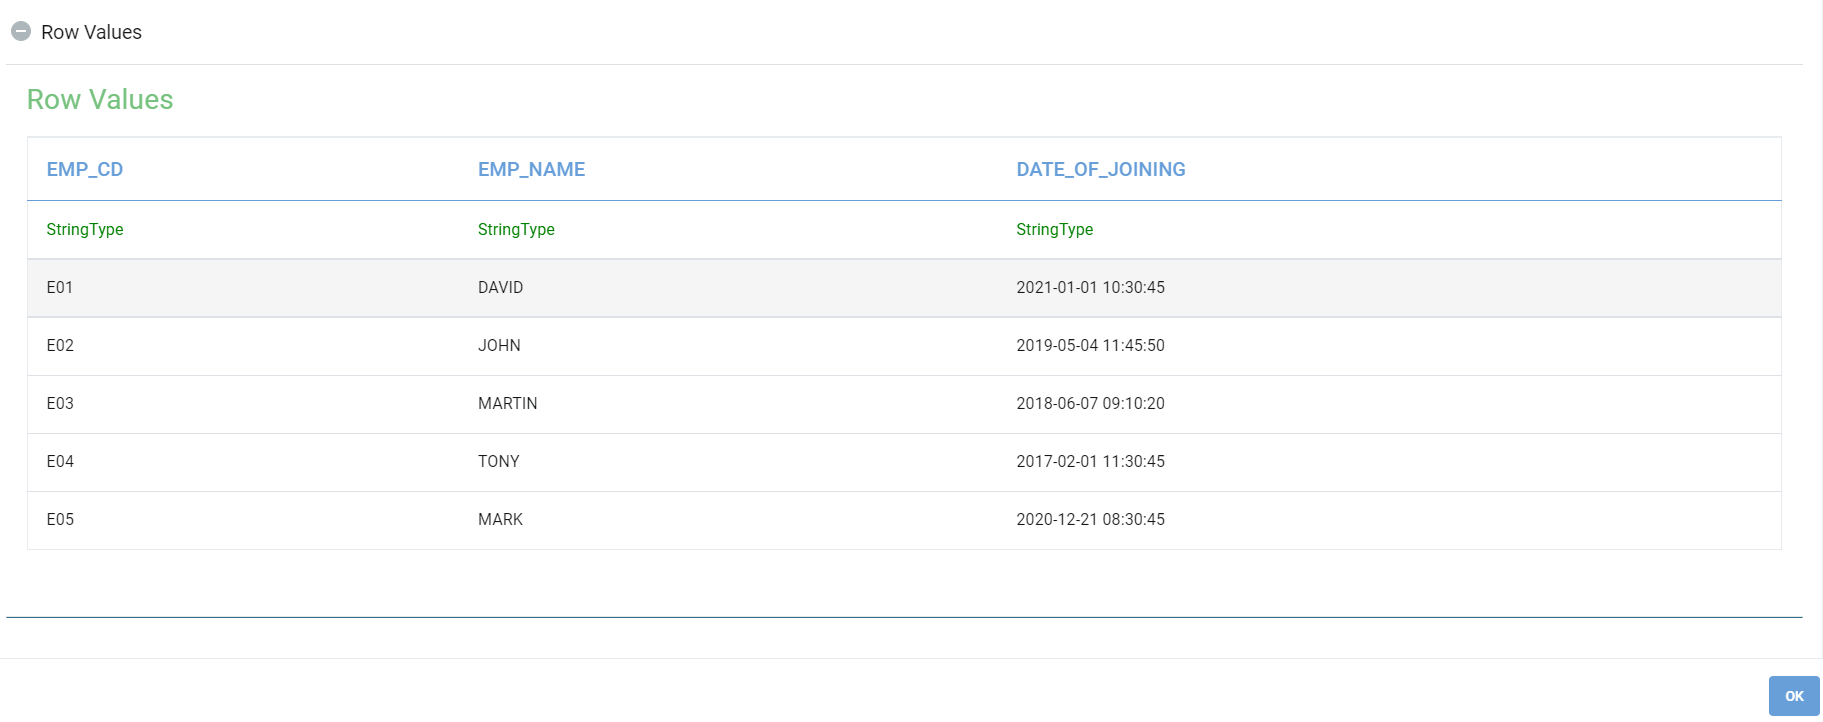 Row Values
Row Values
EMP_CD EMP_NAME DATE_OF_JOINING
StringType StringType StringType
E01 DAVID 2021-01-01 10:30:45
E02 JOHN 2019-05-04 11:45:50
E03 MARTIN 2018-06-07 09:10:20
E04 TONY 2017-02-01 11:30:45
E05 MARK 2020-12-21 08:30:45
OK